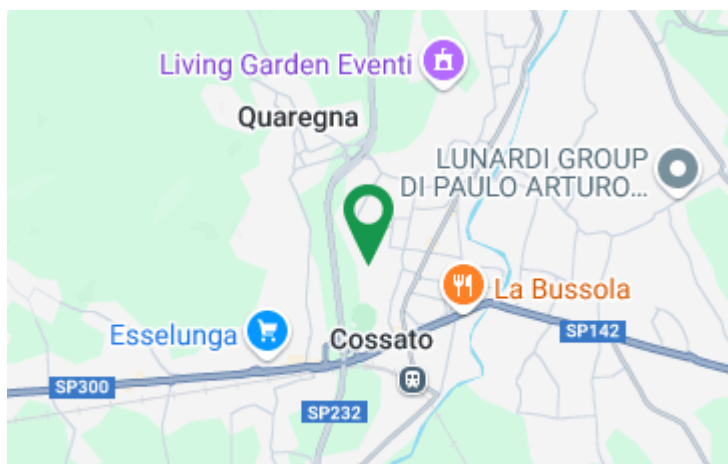 Living Garden Eventi
Quaregna
LUNARDI GROUP
DI PAULO ARTURO...
La Bussola
Esselunga
Cossato
SP142
SP300
SP232